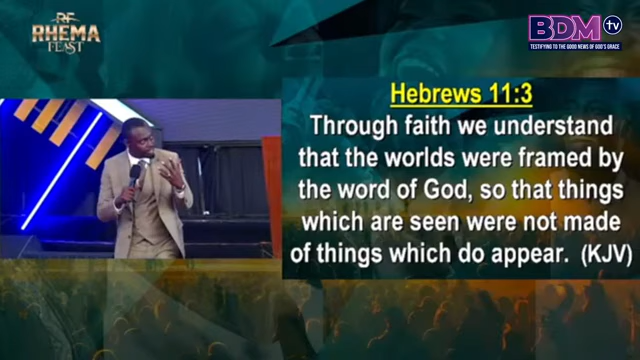 RF
RHEMA
FEAST
BDM tv
TESTIFYING TO THE GOOD NEWS OF GOD'S GRACE
Hebrews 11:3
Through faith we understand
that the worlds were framed by
the word of God, so that things
which are seen were not made
of things which do appear. (KJV)